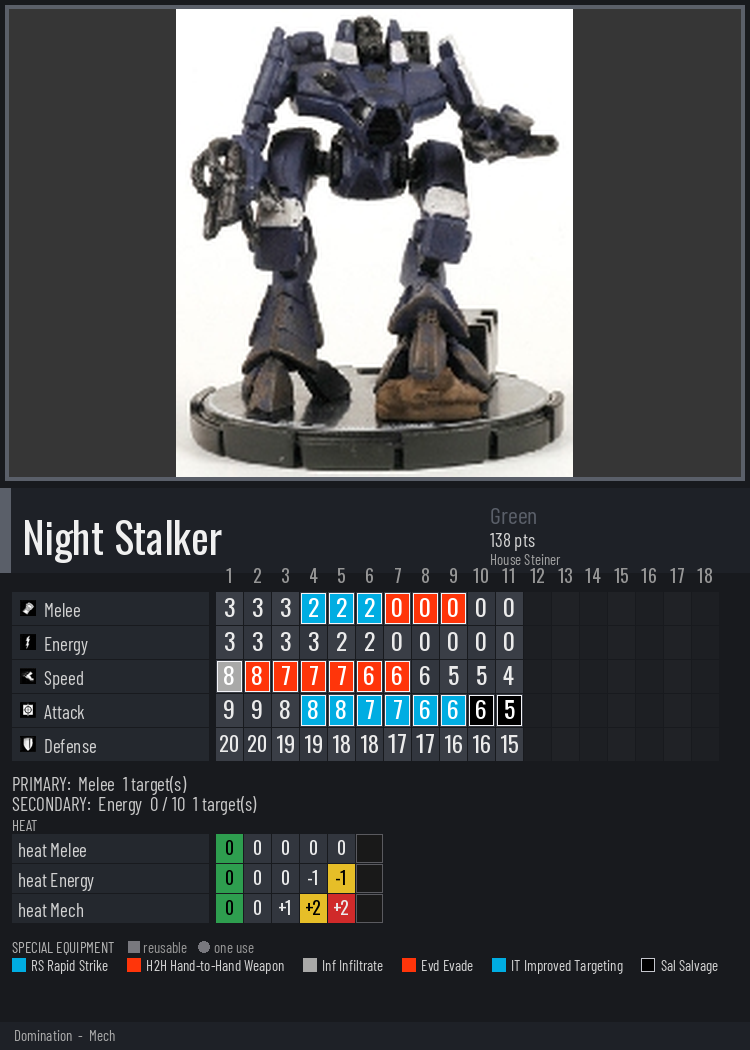 Night Stalker
Green
138 pts
House Steiner
1 2 3 4 5 6 7 8 9 10 11 12 13 14 15 16 17 18
Melee 3 3 3 2 2 2 0 0 0 0 0
Energy 3 3 3 3 2 2 0 0 0 0 0
Speed 8 8 7 7 7 6 6 6 5 5 4
Attack 9 9 8 8 8 7 7 6 6 6 5
Defense 20 20 19 19 18 18 17 17 16 16 15
PRIMARY: Melee 1 target(s)
SECONDARY: Energy 0 / 10 1 target(s)
HEAT
heat Melee 0 0 0 0 0
heat Energy 0 0 0 -1 -1
heat Mech 0 0 +1 +2 +2
SPECIAL EQUIPMENT reusable one use
RS Rapid Strike H2H Hand-to-Hand Weapon Inf Infiltrate Evd Evade IT Improved Targeting Sal Salvage
Domination - Mech